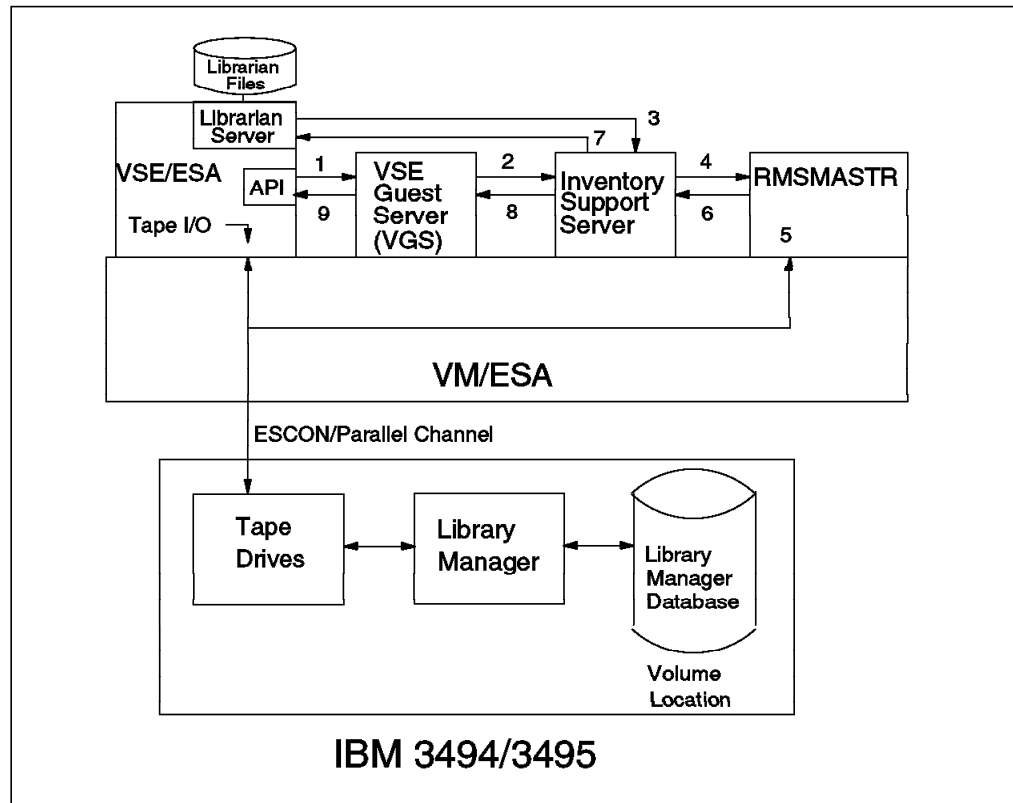 Librarian
Files
Librarian
Server
3
7
VSE/ESA
API
1
9
VSE
Guest
Server
(VGS)
2
8
Inventory
Support
Server
4
6
RMSMASTR
5
Tape I/O
VM/ESA
ESCON/Parallel Channel
Tape
Drives
Library
Manager
Library
Manager
Database
Volume
Location
IBM 3494/3495